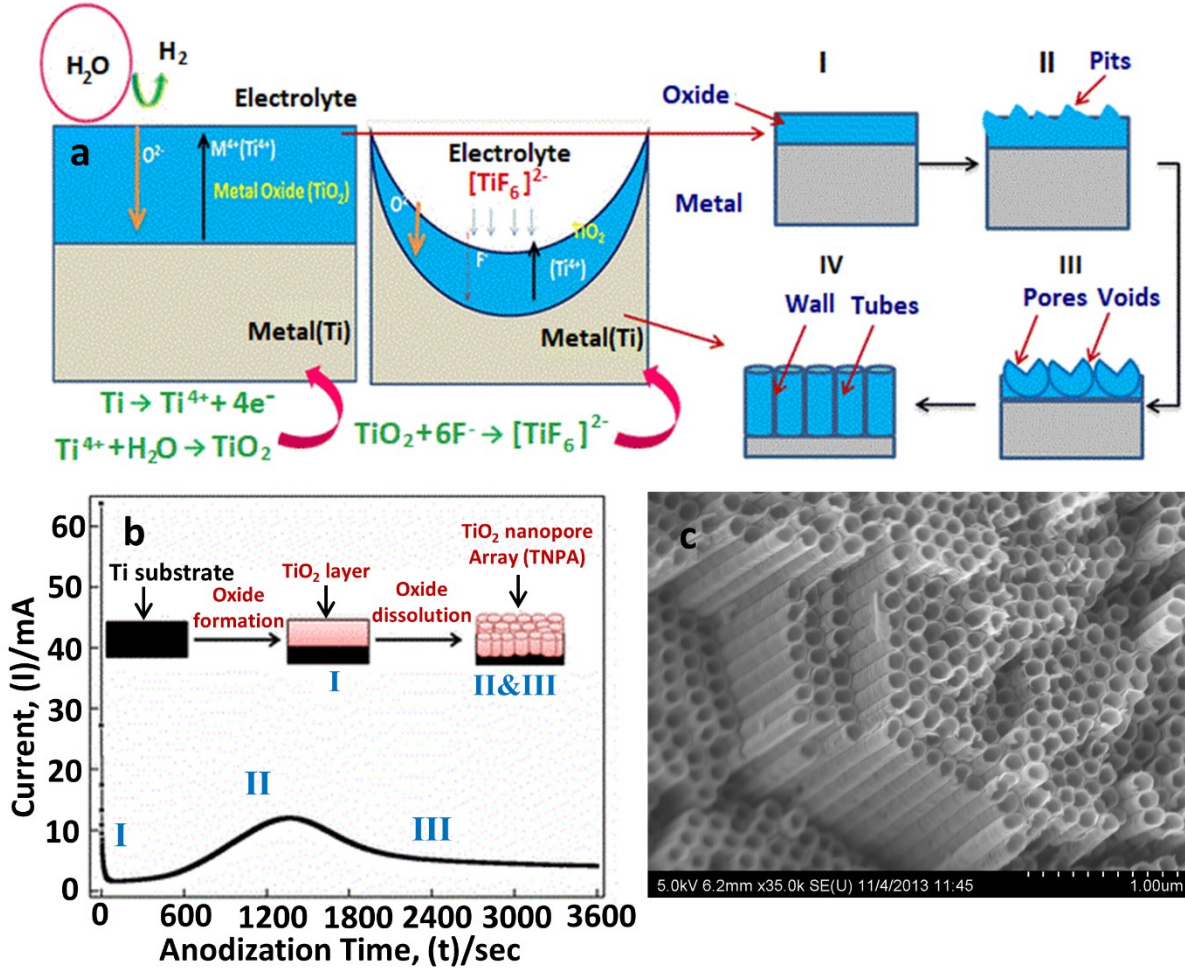 H₂O
H₂
Electrolyte
a
O²⁻
M⁴⁺(Ti⁴⁺)
Metal Oxide (TiO₂)
Metal(Ti)
Ti → Ti⁴⁺ + 4e⁻
Ti⁴⁺+H₂O → TiO₂
Electrolyte
[TiF₆]²⁻
TiO₂
F⁻
(Ti⁴⁺)
Metal(Ti)
TiO₂+6F⁻→ [TiF₆]²⁻
I
Oxide
Metal
II
Pits
IV
Wall Tubes
III
Pores Voids
b
Current, (I)/mA
60
50
40
30
20
10
0
Ti substrate
Oxide
formation
TiO₂ layer
I
Oxide
dissolution
TiO₂ nanopore
Array (TNPA)
II&III
I
II
III
0 600 1200 1800 2400 3000 3600
Anodization Time, (t)/sec
c
5.0kV 6.2mm x35.0k SE(U) 11/4/2013 11:45 1.00um